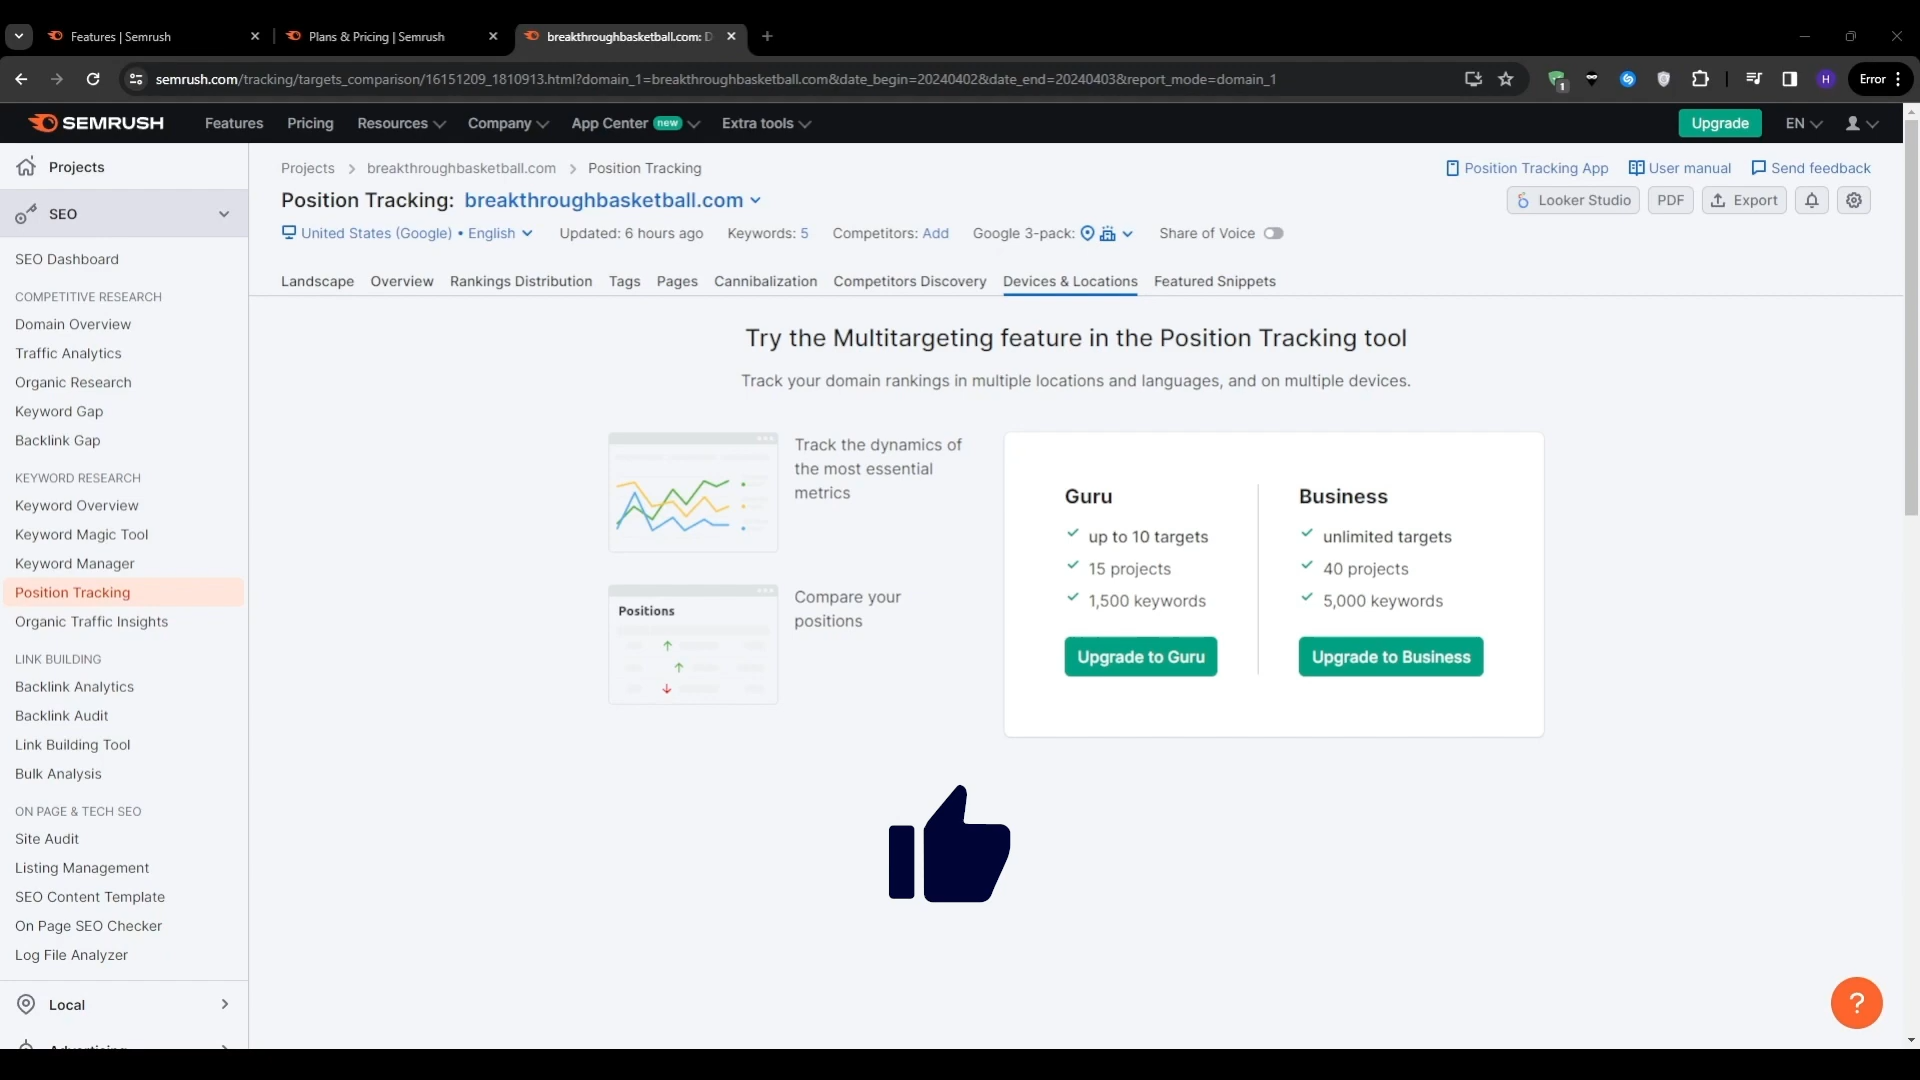 Features | Semrush
Plans & Pricing | Semrush
breakthroughbasketball.com: D
semrush.com/tracking/targets_comparison/16151209_1810913.html?domain_1=breakthroughbasketball.com&date_begin=20240402&date_end=20240403&report_mode=domain_1
1
H
Error
SEMRUSH
Features
Pricing
Resources
Company
App Center new
Extra tools
Upgrade
EN
Projects
SEO
SEO Dashboard
COMPETITIVE RESEARCH
Domain Overview
Traffic Analytics
Organic Research
Keyword Gap
Backlink Gap
KEYWORD RESEARCH
Keyword Overview
Keyword Magic Tool
Keyword Manager
Position Tracking
Organic Traffic Insights
LINK BUILDING
Backlink Analytics
Backlink Audit
Link Building Tool
Bulk Analysis
ON PAGE & TECH SEO
Site Audit
Listing Management
SEO Content Template
On Page SEO Checker
Log File Analyzer
Local
Advertising
Projects > breakthroughbasketball.com > Position Tracking
Position Tracking App
User manual
Send feedback
Position Tracking: breakthroughbasketball.com
Looker Studio
PDF
Export
United States (Google) • English
Updated: 6 hours ago
Keywords: 5
Competitors: Add
Google 3-pack:
Share of Voice
Landscape
Overview
Rankings Distribution
Tags
Pages
Cannibalization
Competitors Discovery
Devices & Locations
Featured Snippets
Try the Multitargeting feature in the Position Tracking tool
Track your domain rankings in multiple locations and languages, and on multiple devices.
Track the dynamics of
the most essential
metrics
Positions
Compare your
positions
Guru
up to 10 targets
15 projects
1,500 keywords
Upgrade to Guru
Business
unlimited targets
40 projects
5,000 keywords
Upgrade to Business
?